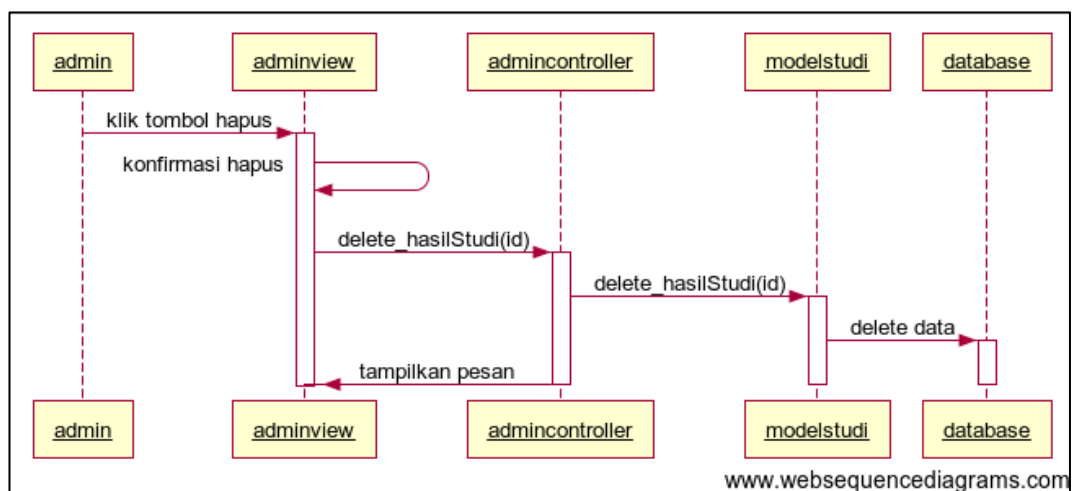 admin
adminview
admincontroller
modelstudi
database
klik tombol hapus
konfirmasi hapus
delete_hasilStudi(id)
delete_hasilStudi(id)
delete data
tampilkan pesan
admin
adminview
admincontroller
modelstudi
database
www.websequencediagrams.com